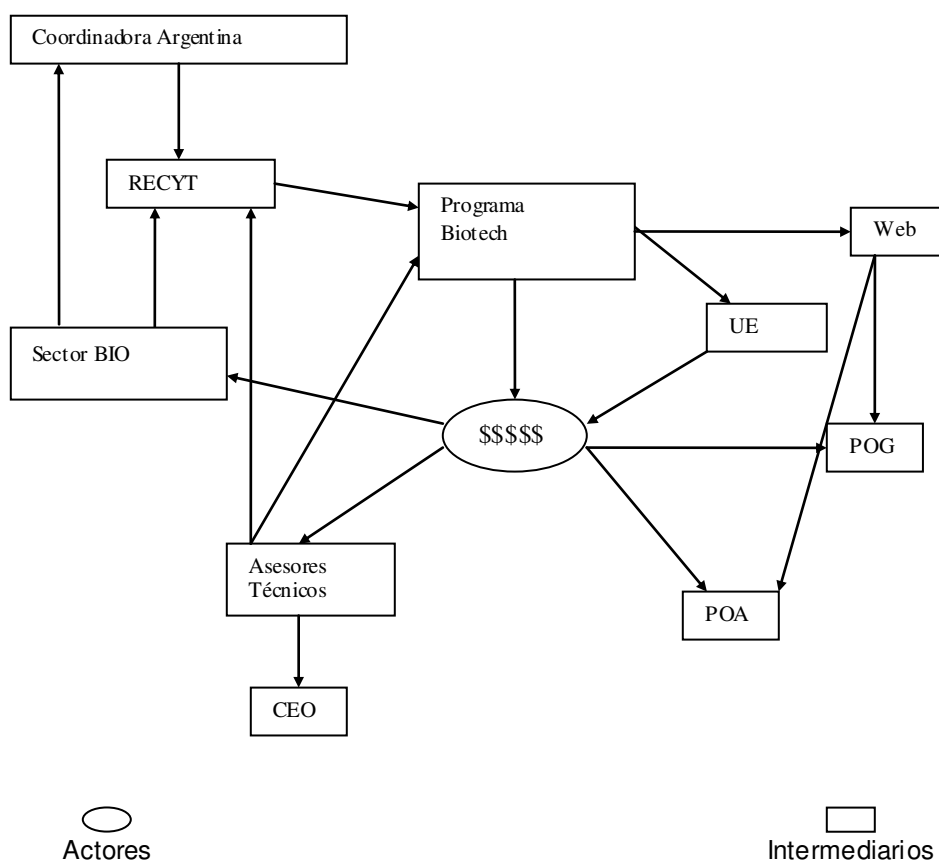 Coordinadora Argentina
RECYT
Programa
Biotech
Web
UE
Sector BIO
$$$$$
POG
Asesores
Técnicos
POA
CEO
Actores
Intermediarios